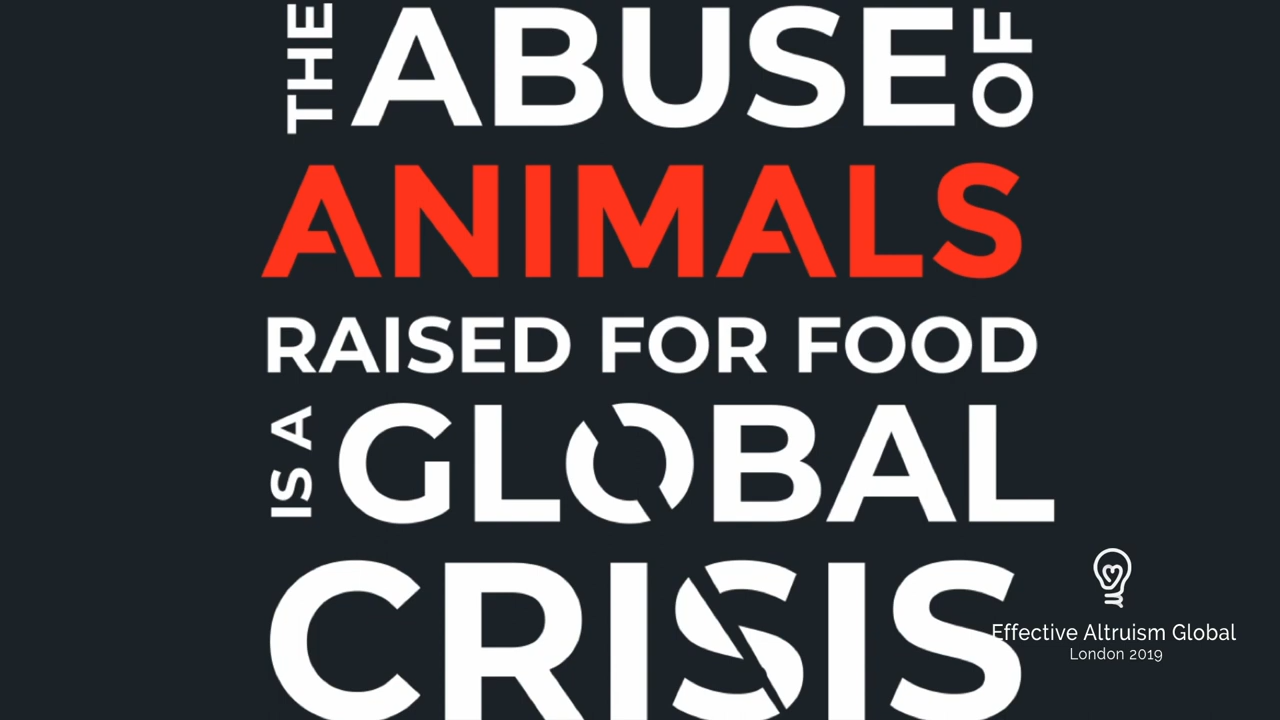 THE ABUSE OF
ANIMALS
RAISED FOR FOOD
IS A GLOBAL
CRISIS
Effective Altruism Global
London 2019